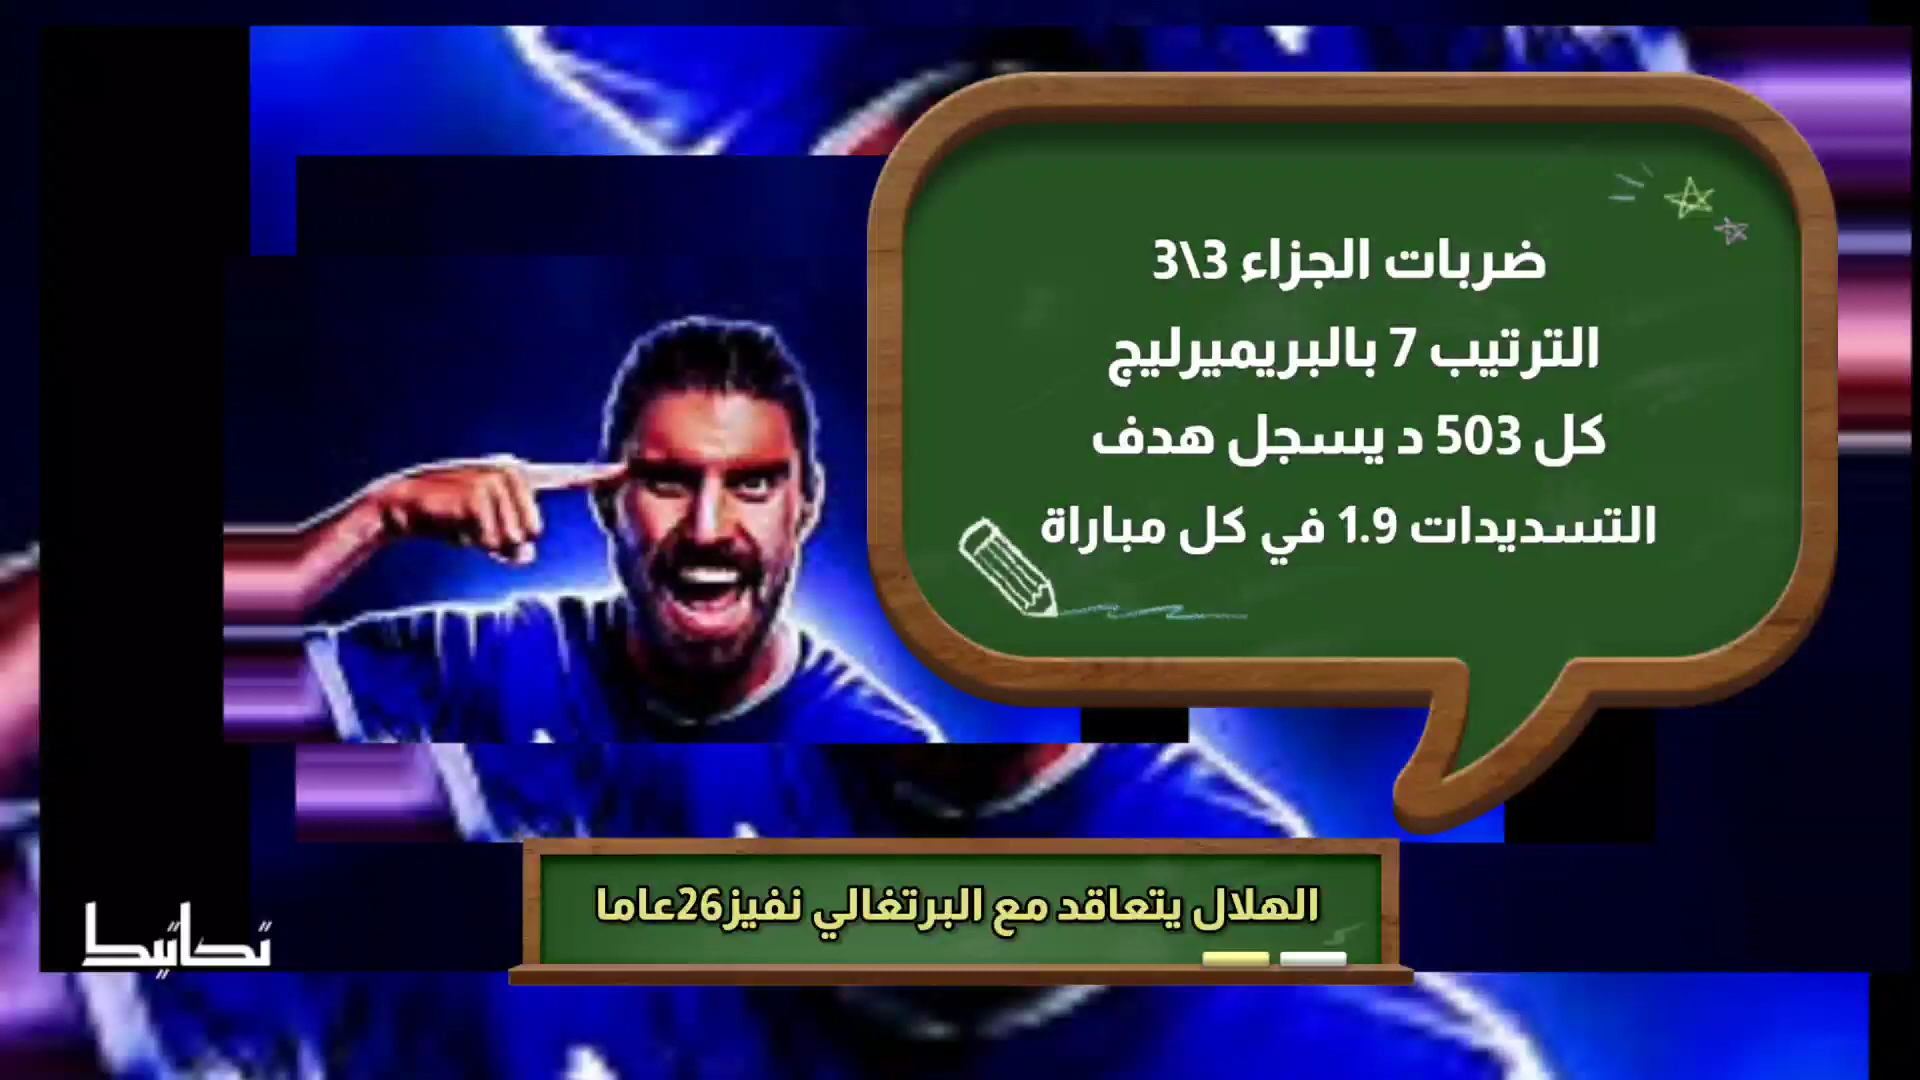 ضربات الجزاء 3\3
الترتيب 7 بالبريميرليج
كل 503 د يسجل هدف
التسديدات 1.9 في كل مباراة
الهلال يتعاقد مع البرتغالي نفيز26عاما
تكاتيكا